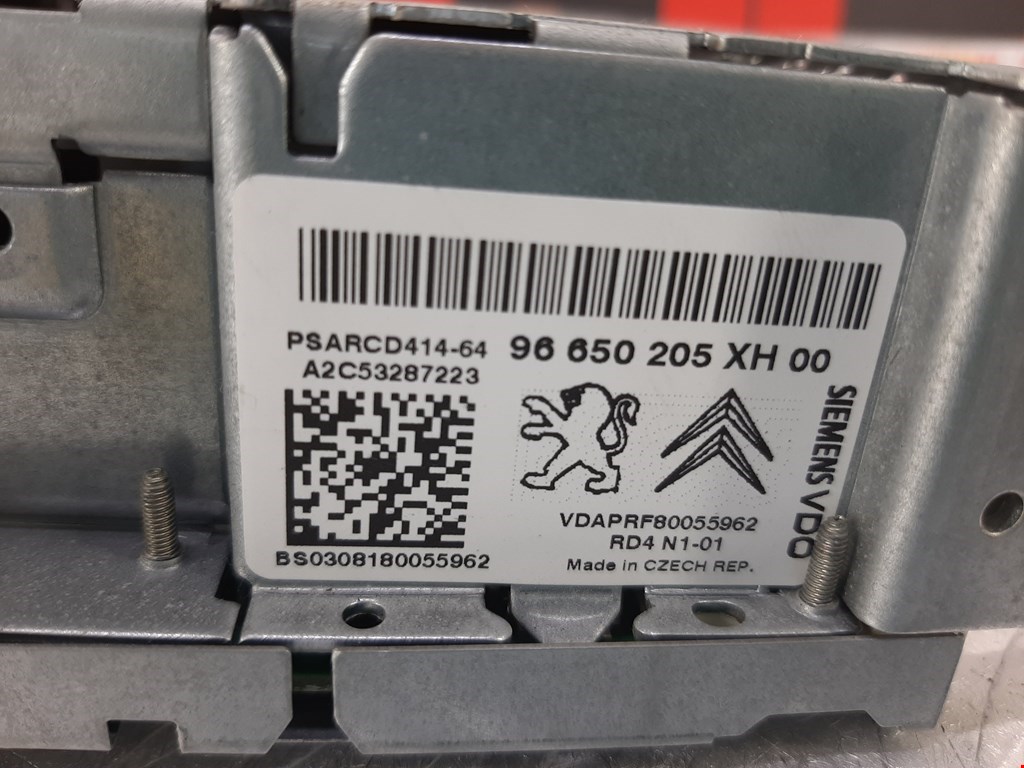 PSARCD414-64 96 650 205 XH 00
A2C53287223
SIEMENS VDO
VDAPRF80055962
RD4 N1-01
BS0308180055962 Made in CZECH REP.